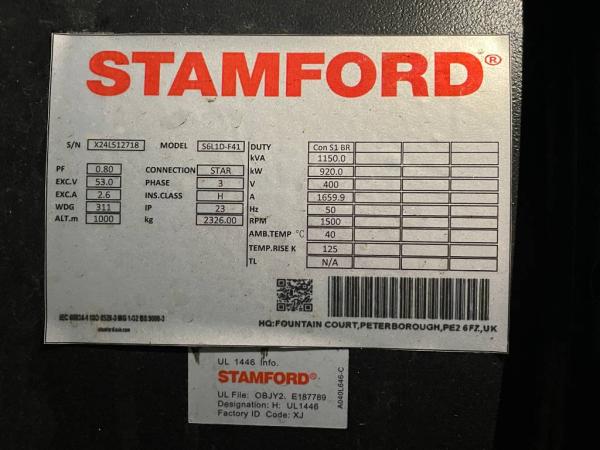 STAMFORD®
S/N X24L512718 MODEL S6L1D-F41 DUTY Con S1 BR
kVA 1150.0
PF 0.80 CONNECTION STAR kW 920.0
EXC.V 53.0 PHASE 3 V 400
EXC.A 2.6 INS.CLASS H A 1659.9
WDG 311 IP 23 Hz 50
ALT.m 1000 kg 2326.00 RPM 1500
AMB.TEMP °C 40
TEMP.RISE K 125
TL N/A
stamfordavk.com
HQ:FOUNTAIN COURT,PETERBOROUGH,PE2 6FZ,UK
UL 1446 Info.
STAMFORD®
UL File: OBJY2. E187789
Designation: H: UL1446
Factory ID Code: XJ
A040L646-C